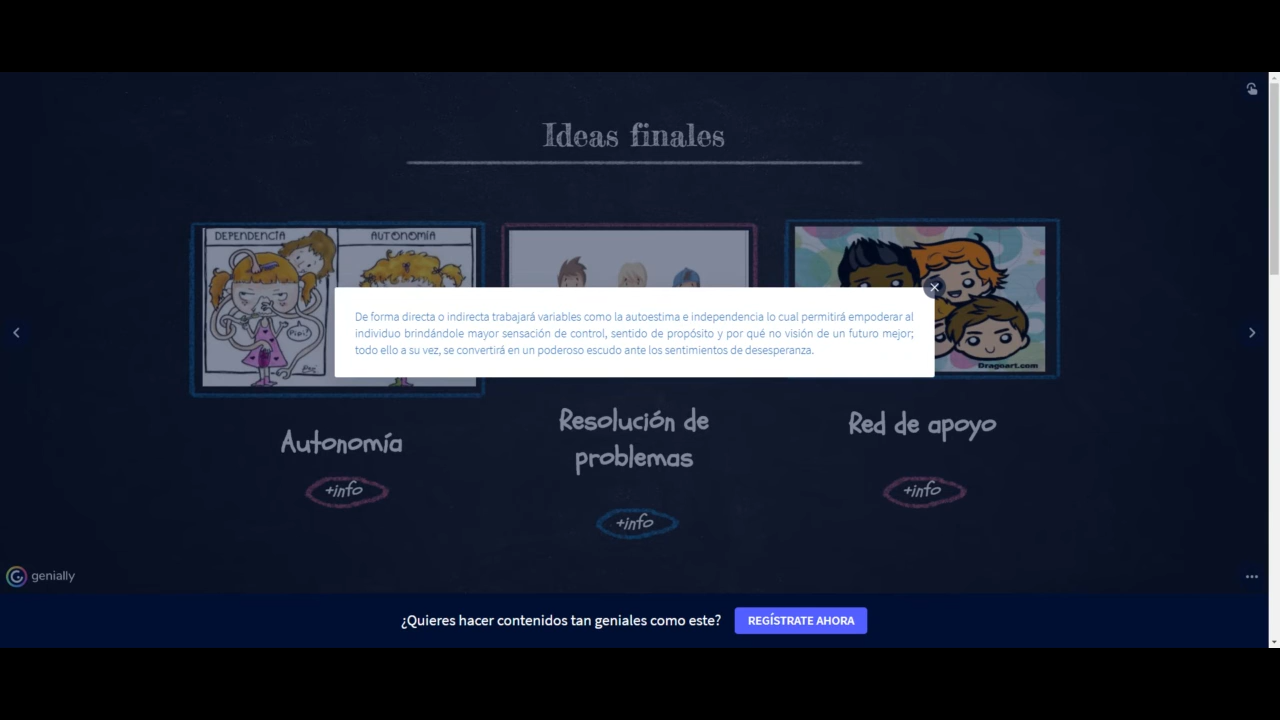 Ideas finales
DEPENDENCIA
AUTONOMÍA
PiPi
De forma directa o indirecta trabajará variables como la autoestima e independencia lo cual permitirá empoderar al
individuo brindándole mayor sensación de control, sentido de propósito y por qué no visión de un futuro mejor;
todo ello a su vez, se convertirá en un poderoso escudo ante los sentimientos de desesperanza.
Dragoart.com
Autonomía
+info
Resolución de
problemas
+info
Red de apoyo
+info
genially
¿Quieres hacer contenidos tan geniales como este?
REGÍSTRATE AHORA